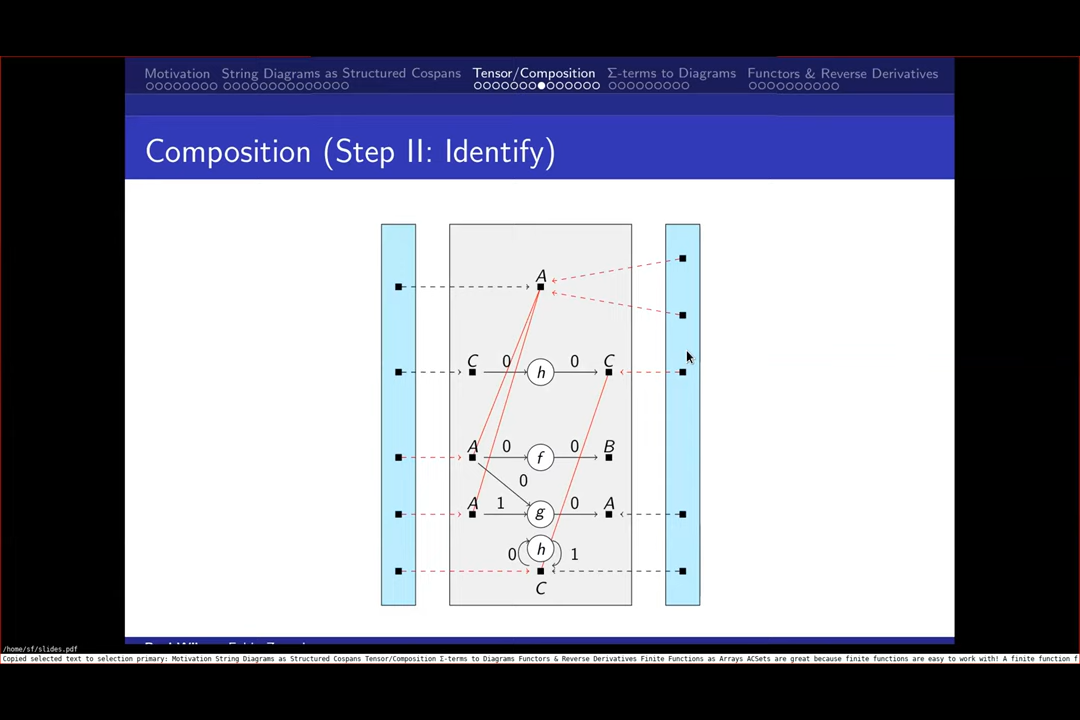 Motivation String Diagrams as Structured Cospans Tensor/Composition Σ-terms to Diagrams Functors & Reverse Derivatives
Composition (Step II: Identify)
A
C 0 h 0 C
A 0 f 0 B
0
A 1 g 0 A
h
0 1
C
/home/sf/slides.pdf
Copied selected text to selection primary: Motivation String Diagrams as Structured Cospans Tensor/Composition Σ-terms to Diagrams Functors & Reverse Derivatives Finite Functions as Arrays ACSets are great because finite functions are easy to work with! A finite function f